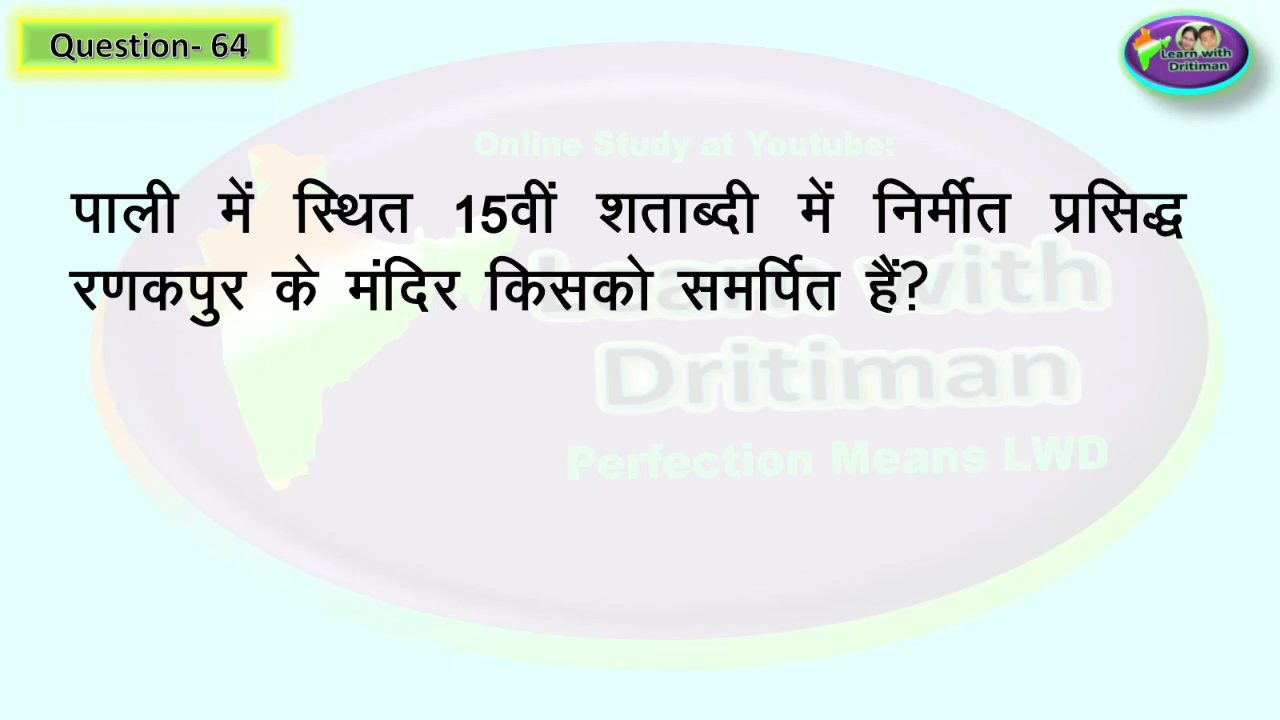 Question- 64
Learn with
Dritiman
Online Study at Youtube:
पाली में स्थित 15वीं शताब्दी में निर्मीत प्रसिद्ध
रणकपुर के मंदिर किसको समर्पित हैं?
Learn with
Dritiman
Perfection Means LWD